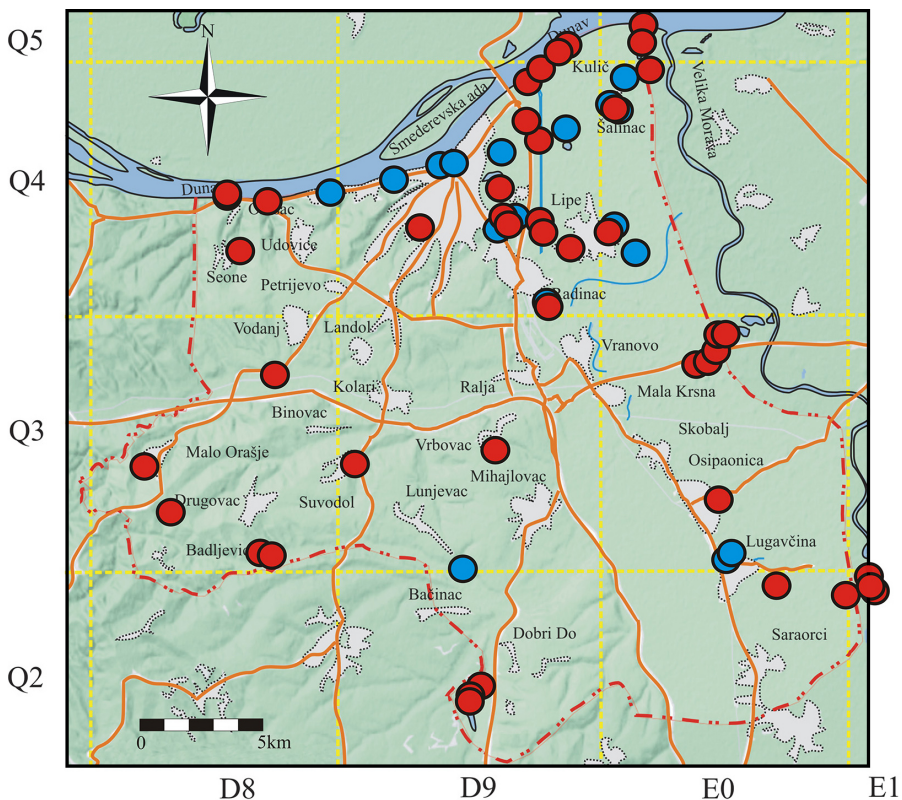 Q5
N
Dunav
Kulič
Velika Morava
Smederevska ada
Šalinac
Q4
Lipe
Udovice
Seone
Petrijevo
Radinac
Vodanj
Landol
Vranovo
Kolari
Ralja
Mala Krsna
Binovac
Q3
Skobalj
Malo Orašje
Vrbovac
Osipaonica
Mihajlovac
Lunjevac
Drugovac
Suvodol
Lugavčina
Badljevica
Bačinac
Dobri Do
Saraorci
Q2
0
5km
D8
D9
E0
E1